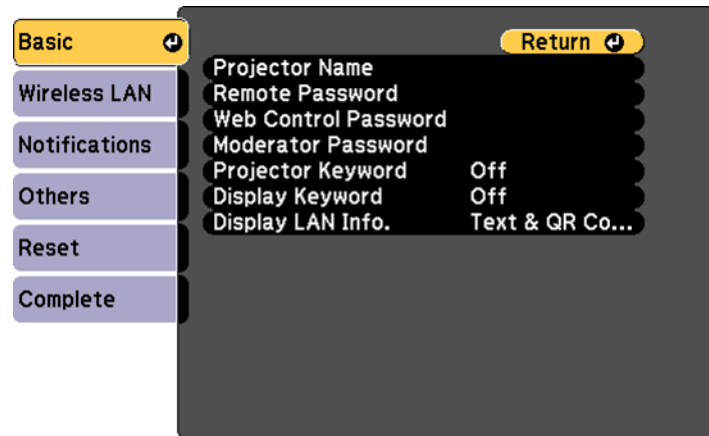 Basic
Wireless LAN
Notifications
Others
Reset
Complete
Return
Projector Name
Remote Password
Web Control Password
Moderator Password
Projector Keyword Off
Display Keyword Off
Display LAN Info. Text & QR Co...